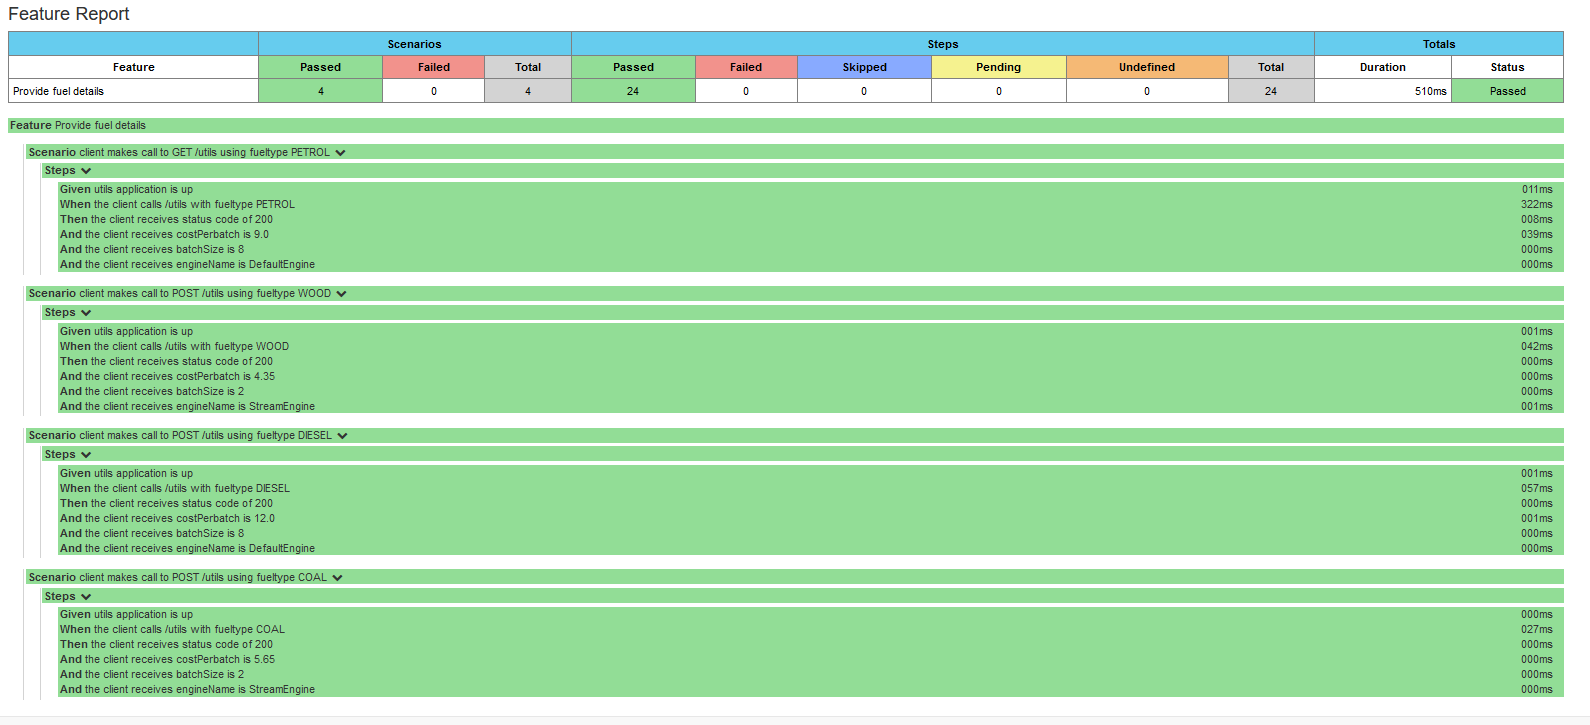 Feature Report
Scenarios Steps Totals
Feature Passed Failed Total Passed Failed Skipped Pending Undefined Total Duration Status
Provide fuel details 4 0 4 24 0 0 0 0 24 510ms Passed
Feature Provide fuel details
Scenario client makes call to GET /utils using fueltype PETROL
Steps
Given utils application is up 011ms
When the client calls /utils with fueltype PETROL 322ms
Then the client receives status code of 200 008ms
And the client receives costPerbatch is 9.0 039ms
And the client receives batchSize is 8 000ms
And the client receives engineName is DefaultEngine 000ms
Scenario client makes call to POST /utils using fueltype WOOD
Steps
Given utils application is up 001ms
When the client calls /utils with fueltype WOOD 042ms
Then the client receives status code of 200 000ms
And the client receives costPerbatch is 4.35 000ms
And the client receives batchSize is 2 000ms
And the client receives engineName is StreamEngine 001ms
Scenario client makes call to POST /utils using fueltype DIESEL
Steps
Given utils application is up 001ms
When the client calls /utils with fueltype DIESEL 057ms
Then the client receives status code of 200 000ms
And the client receives costPerbatch is 12.0 001ms
And the client receives batchSize is 8 000ms
And the client receives engineName is DefaultEngine 000ms
Scenario client makes call to POST /utils using fueltype COAL
Steps
Given utils application is up 000ms
When the client calls /utils with fueltype COAL 027ms
Then the client receives status code of 200 000ms
And the client receives costPerbatch is 5.65 000ms
And the client receives batchSize is 2 000ms
And the client receives engineName is StreamEngine 000ms